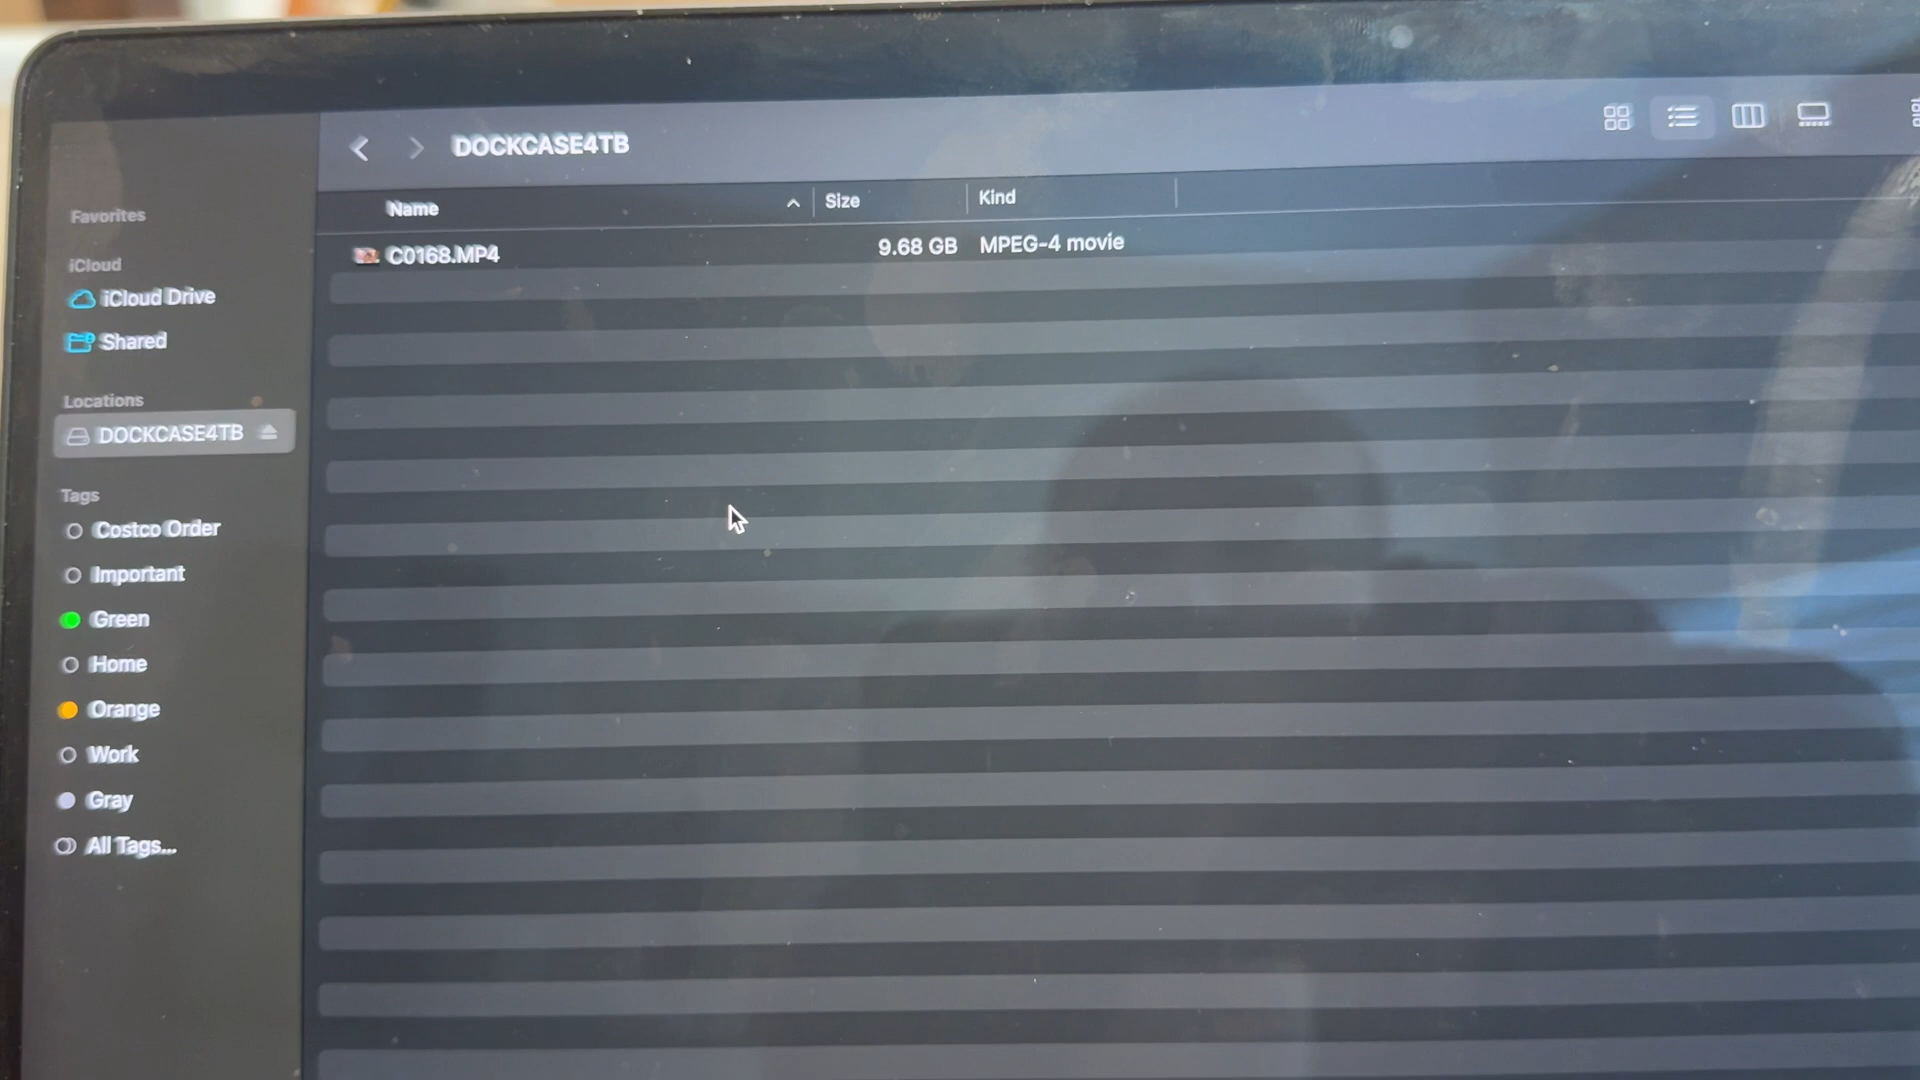 DOCKCASE4TB
Name Size Kind
C0168.MP4 9.68 GB MPEG-4 movie
Favorites
iCloud
iCloud Drive
Shared
Locations
DOCKCASE4TB
Tags
Costco Order
Important
Green
Home
Orange
Work
Gray
All Tags...